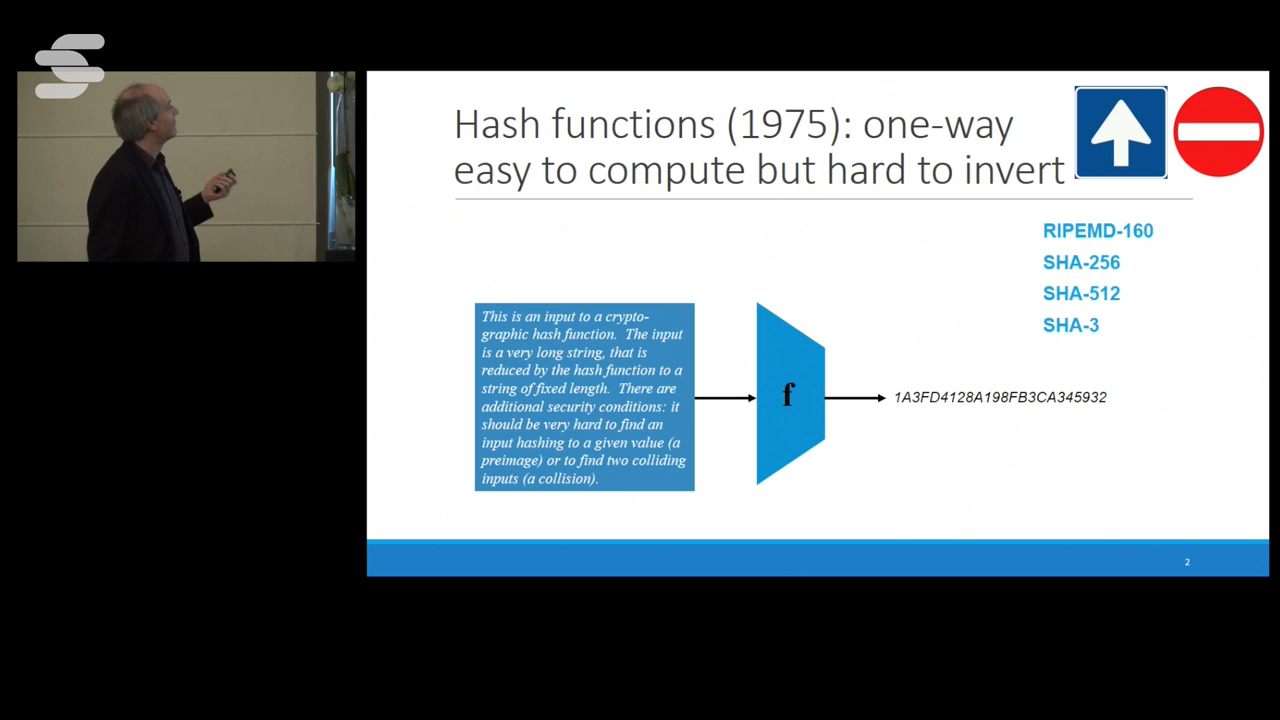 Hash functions (1975): one-way
easy to compute but hard to invert
RIPEMD-160
SHA-256
SHA-512
SHA-3
This is an input to a crypto-
graphic hash function. The input
is a very long string, that is
reduced by the hash function to a
string of fixed length. There are
additional security conditions: it
should be very hard to find an
input hashing to a given value (a
preimage) or to find two colliding
inputs (a collision).
f
1A3FD4128A198FB3CA345932
2